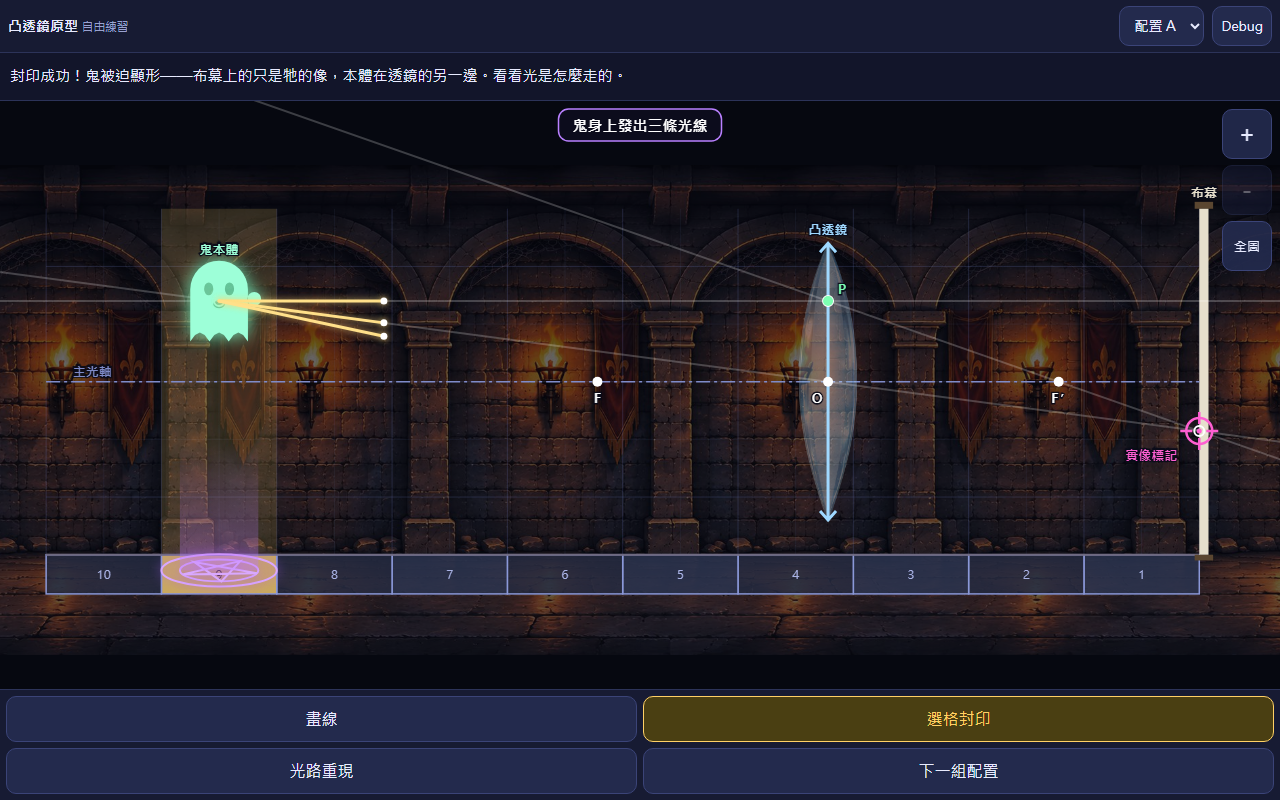 凸透鏡原型 自由練習
配置 A
Debug
封印成功！鬼被迫顯形——布幕上的只是牠的像，本體在透鏡的另一邊。看看光是怎麼走的。
鬼身上發出三條光線
+
−
全圖
布幕
凸透鏡
鬼本體
P
主光軸
F
O
F′
實像標記
10
9
8
7
6
5
4
3
2
1
畫線
選格封印
光路重現
下一組配置